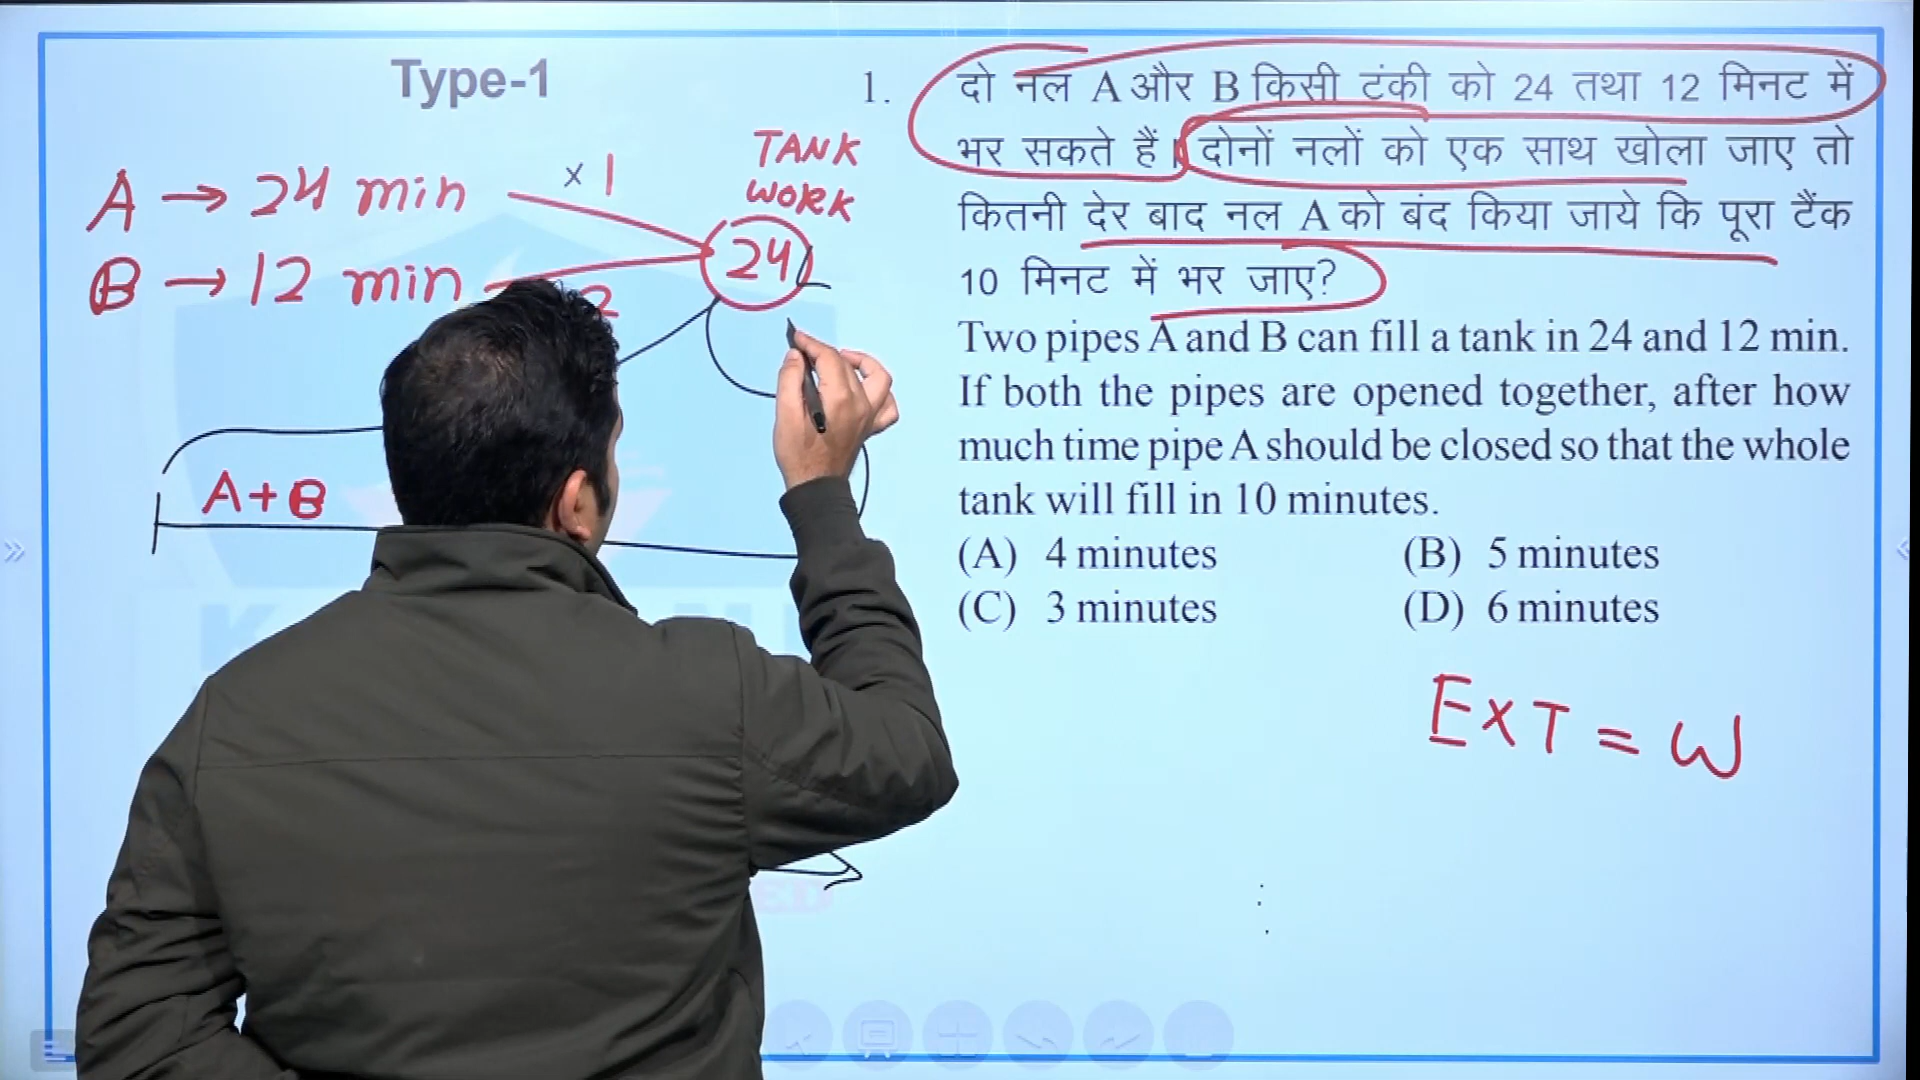 Type-1
A → 24 min × 1
B → 12 min 2
TANK
WORK
24L
A+B
1. दो नल A और B किसी टंकी को 24 तथा 12 मिनट में
भर सकते हैं। दोनों नलों को एक साथ खोला जाए तो
कितनी देर बाद नल A को बंद किया जाये कि पूरा टैंक
10 मिनट में भर जाए?
Two pipes A and B can fill a tank in 24 and 12 min.
If both the pipes are opened together, after how
much time pipe A should be closed so that the whole
tank will fill in 10 minutes.
(A) 4 minutes (B) 5 minutes
(C) 3 minutes (D) 6 minutes
E×T = W